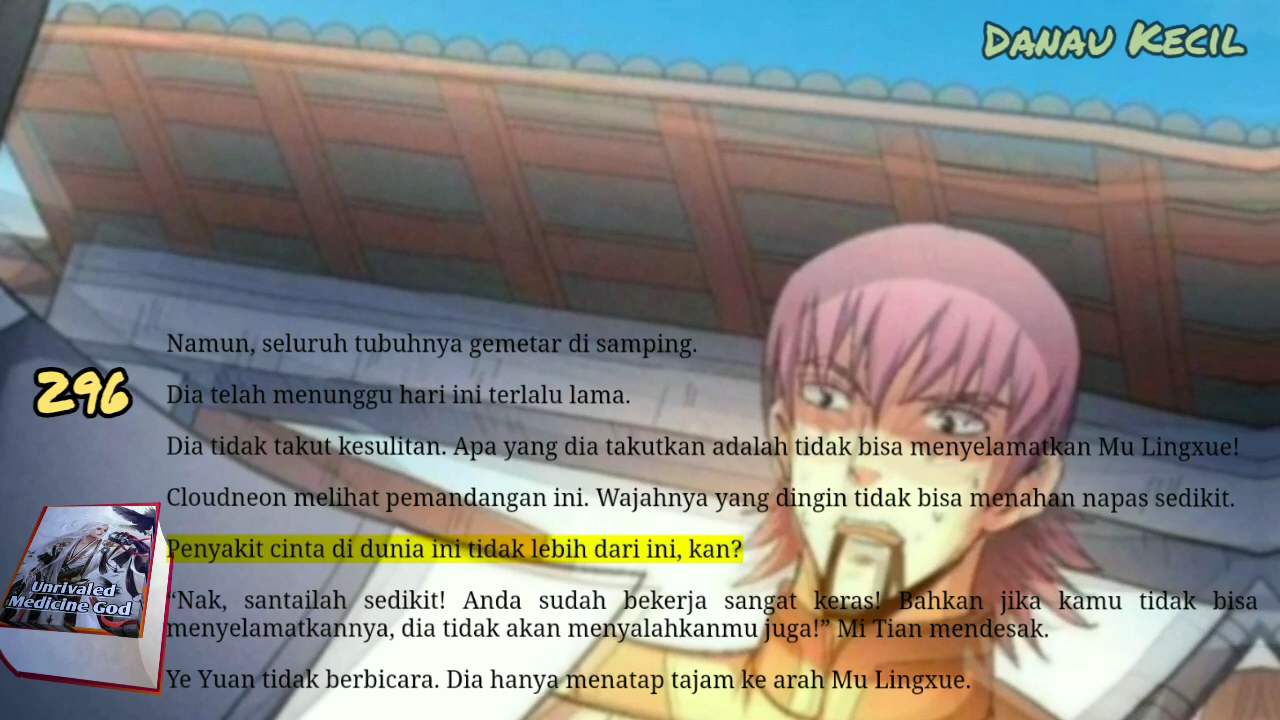 Danau Kecil
Namun, seluruh tubuhnya gemetar di samping.
296
Dia telah menunggu hari ini terlalu lama.
Dia tidak takut kesulitan. Apa yang dia takutkan adalah tidak bisa menyelamatkan Mu Lingxue!
Cloudneon melihat pemandangan ini. Wajahnya yang dingin tidak bisa menahan napas sedikit.
Penyakit cinta di dunia ini tidak lebih dari ini, kan?
“Nak, santailah sedikit! Anda sudah bekerja sangat keras! Bahkan jika kamu tidak bisa
menyelamatkannya, dia tidak akan menyalahkanmu juga!” Mi Tian mendesak.
Unrivaled
Medicine God
Ye Yuan tidak berbicara. Dia hanya menatap tajam ke arah Mu Lingxue.